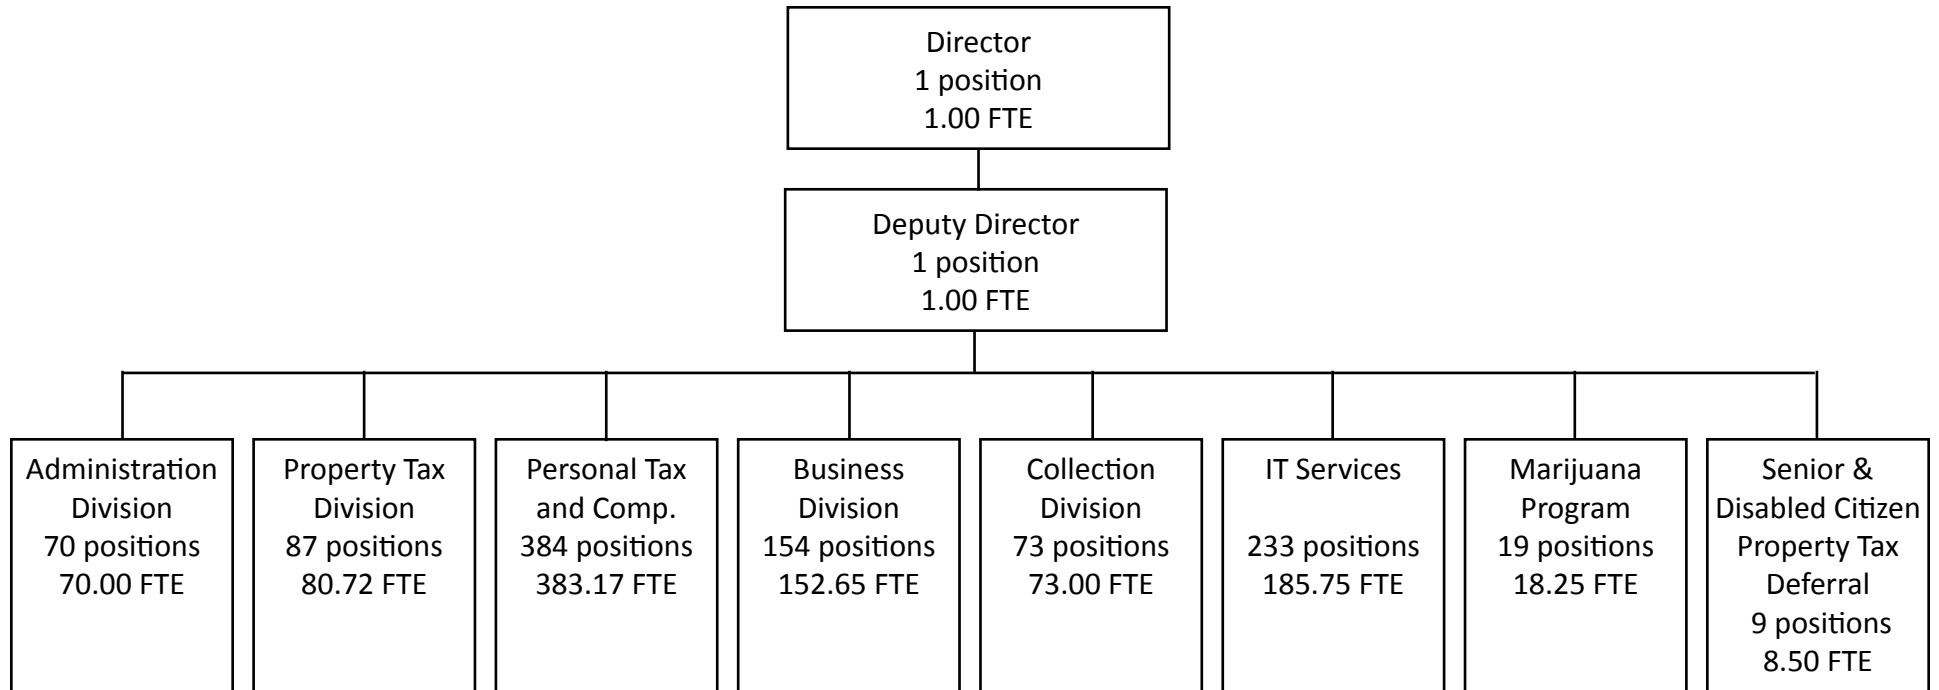 Director
1 position
1.00 FTE
Deputy Director
1 position
1.00 FTE
Administration
Division
70 positions
70.00 FTE
Property Tax
Division
87 positions
80.72 FTE
Personal Tax
and Comp.
384 positions
383.17 FTE
Business
Division
154 positions
152.65 FTE
Collection
Division
73 positions
73.00 FTE
IT Services
233 positions
185.75 FTE
Marijuana
Program
19 positions
18.25 FTE
Senior &
Disabled Citizen
Property Tax
Deferral
9 positions
8.50 FTE